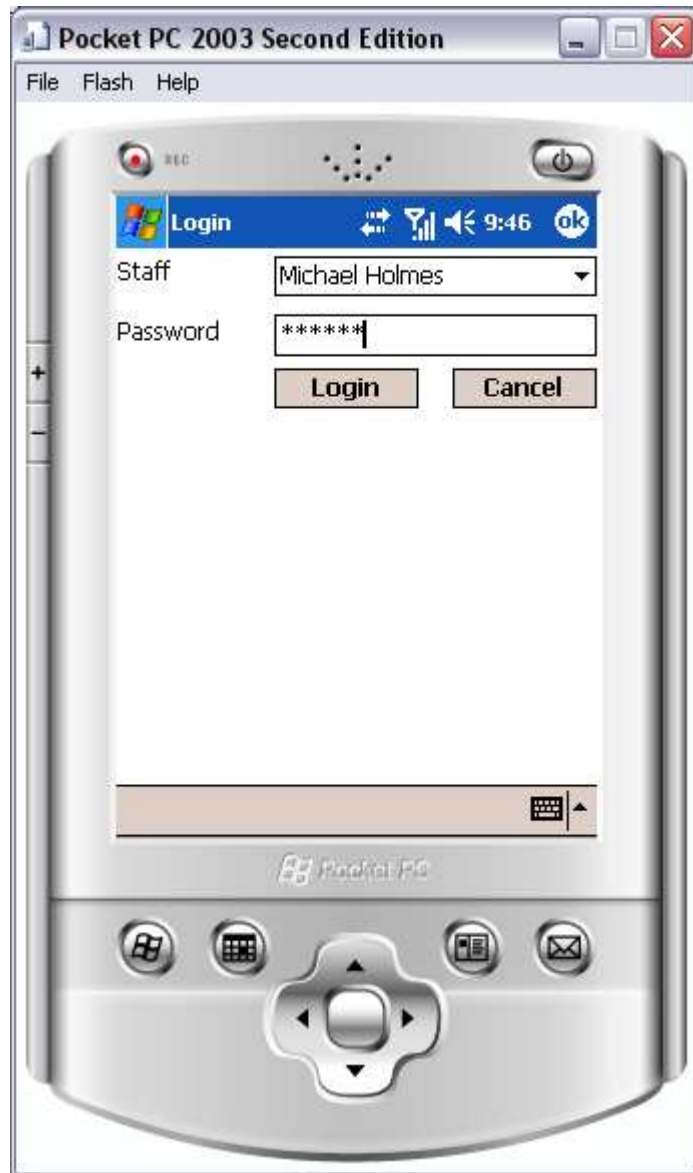 Pocket PC 2003 Second Edition
File Flash Help
REC
Login 9:46 ok
Staff Michael Holmes
Password ******
Login Cancel
+
-
Pocket PC